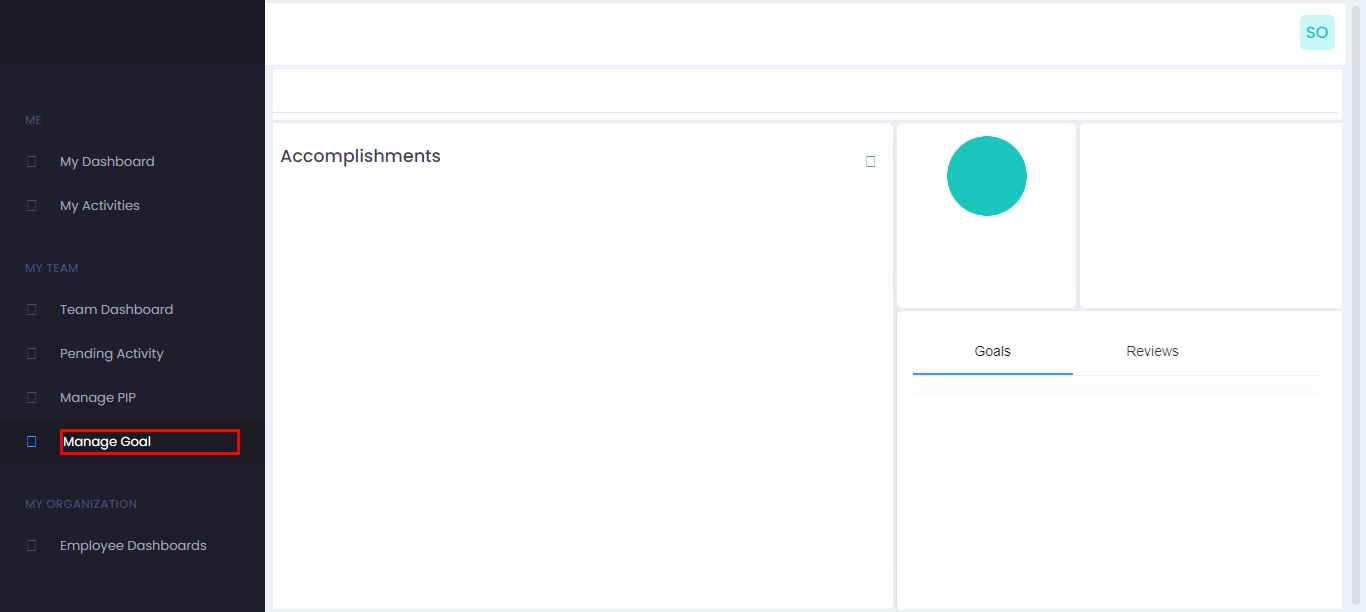 SO
ME
My Dashboard
My Activities
MY TEAM
Team Dashboard
Pending Activity
Manage PIP
Manage Goal
MY ORGANIZATION
Employee Dashboards
Accomplishments
Goals
Reviews